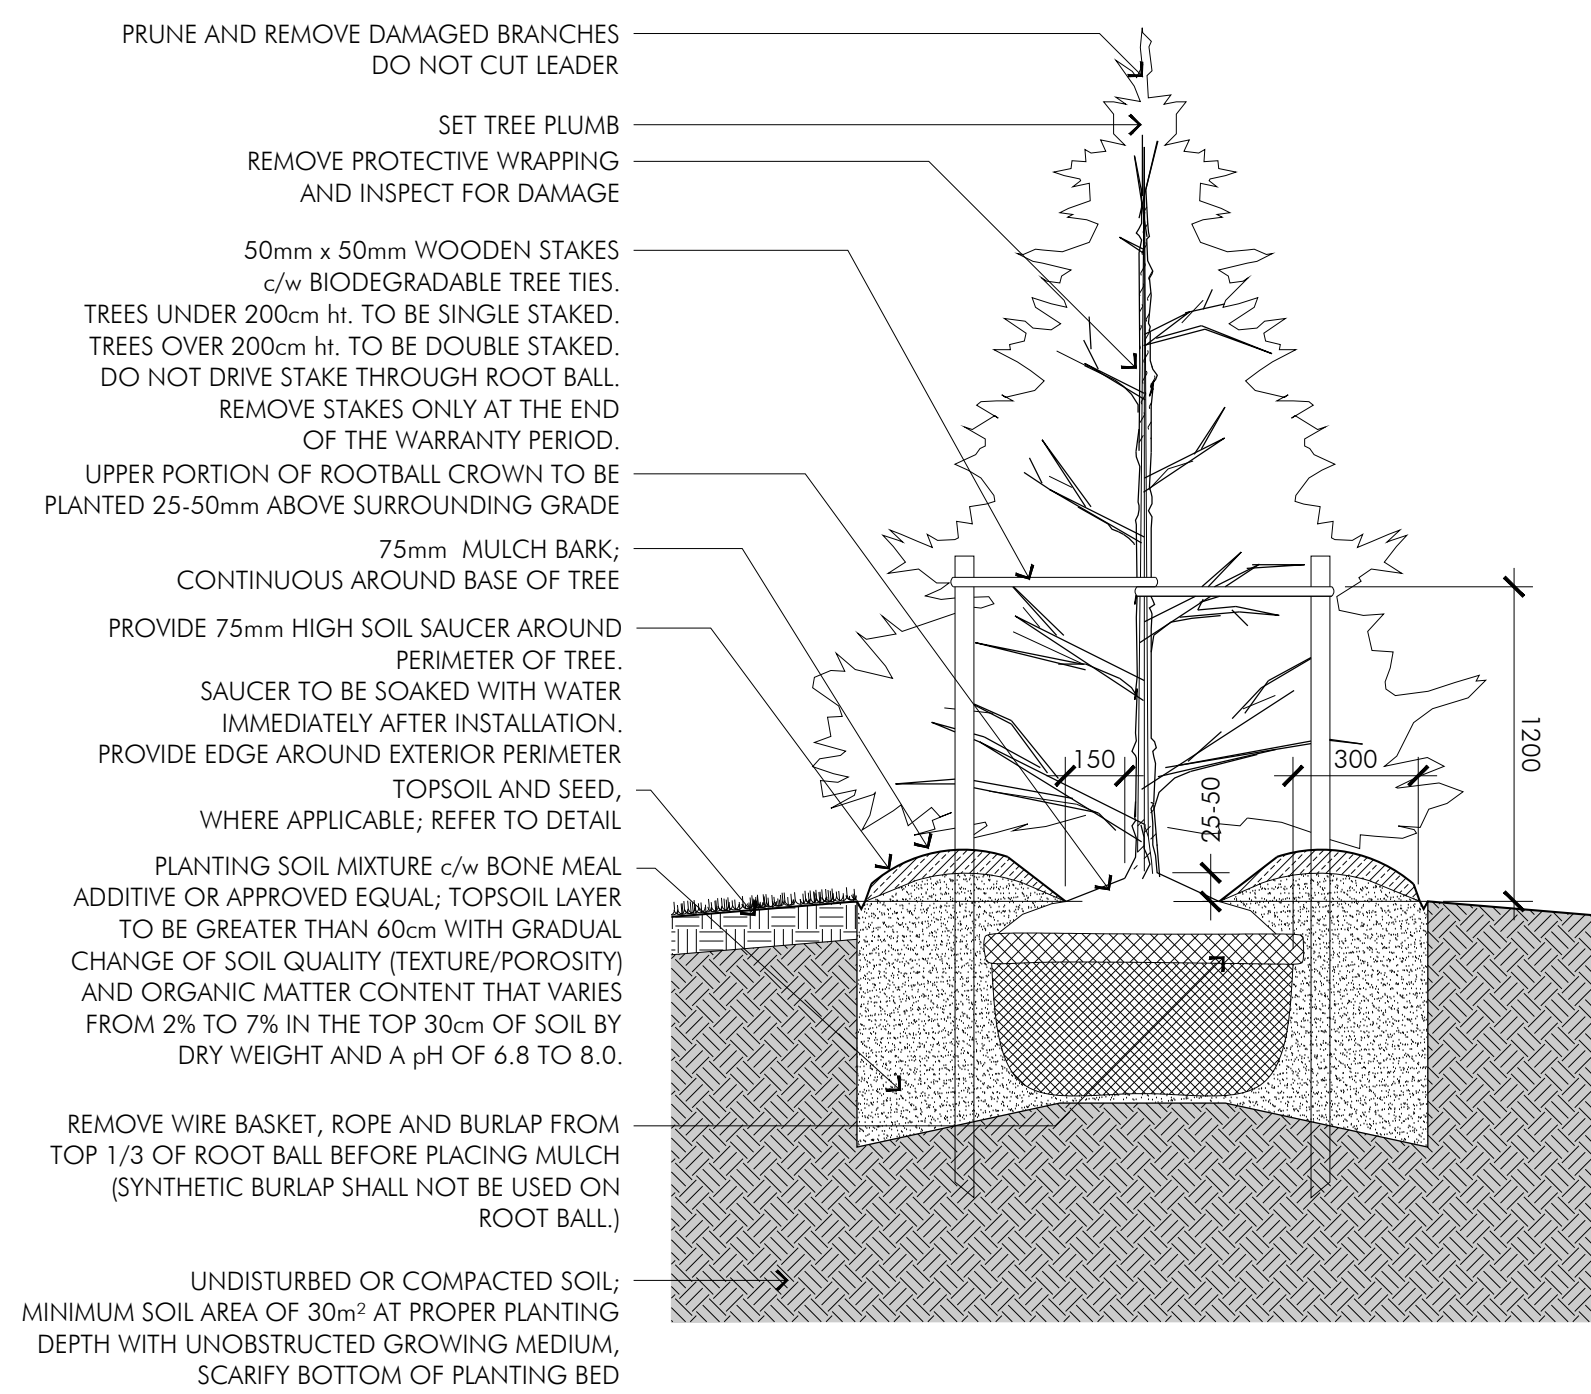 PRUNE AND REMOVE DAMAGED BRANCHES
DO NOT CUT LEADER
SET TREE PLUMB
REMOVE PROTECTIVE WRAPPING
AND INSPECT FOR DAMAGE
50mm x 50mm WOODEN STAKES
c/w BIODEGRADABLE TREE TIES.
TREES UNDER 200cm ht. TO BE SINGLE STAKED.
TREES OVER 200cm ht. TO BE DOUBLE STAKED.
DO NOT DRIVE STAKE THROUGH ROOT BALL.
REMOVE STAKES ONLY AT THE END
OF THE WARRANTY PERIOD.
UPPER PORTION OF ROOTBALL CROWN TO BE
PLANTED 25-50mm ABOVE SURROUNDING GRADE
75mm MULCH BARK;
CONTINUOUS AROUND BASE OF TREE
PROVIDE 75mm HIGH SOIL SAUCER AROUND
PERIMETER OF TREE.
SAUCER TO BE SOAKED WITH WATER
IMMEDIATELY AFTER INSTALLATION.
PROVIDE EDGE AROUND EXTERIOR PERIMETER
TOPSOIL AND SEED,
WHERE APPLICABLE; REFER TO DETAIL
PLANTING SOIL MIXTURE c/w BONE MEAL
ADDITIVE OR APPROVED EQUAL; TOPSOIL LAYER
TO BE GREATER THAN 60cm WITH GRADUAL
CHANGE OF SOIL QUALITY (TEXTURE/POROSITY)
AND ORGANIC MATTER CONTENT THAT VARIES
FROM 2% TO 7% IN THE TOP 30cm OF SOIL BY
DRY WEIGHT AND A pH OF 6.8 TO 8.0.
REMOVE WIRE BASKET, ROPE AND BURLAP FROM
TOP 1/3 OF ROOT BALL BEFORE PLACING MULCH
(SYNTHETIC BURLAP SHALL NOT BE USED ON
ROOT BALL.)
UNDISTURBED OR COMPACTED SOIL;
MINIMUM SOIL AREA OF 30m² AT PROPER PLANTING
DEPTH WITH UNOBSTRUCTED GROWING MEDIUM,
SCARIFY BOTTOM OF PLANTING BED
150
25-50
300
1200